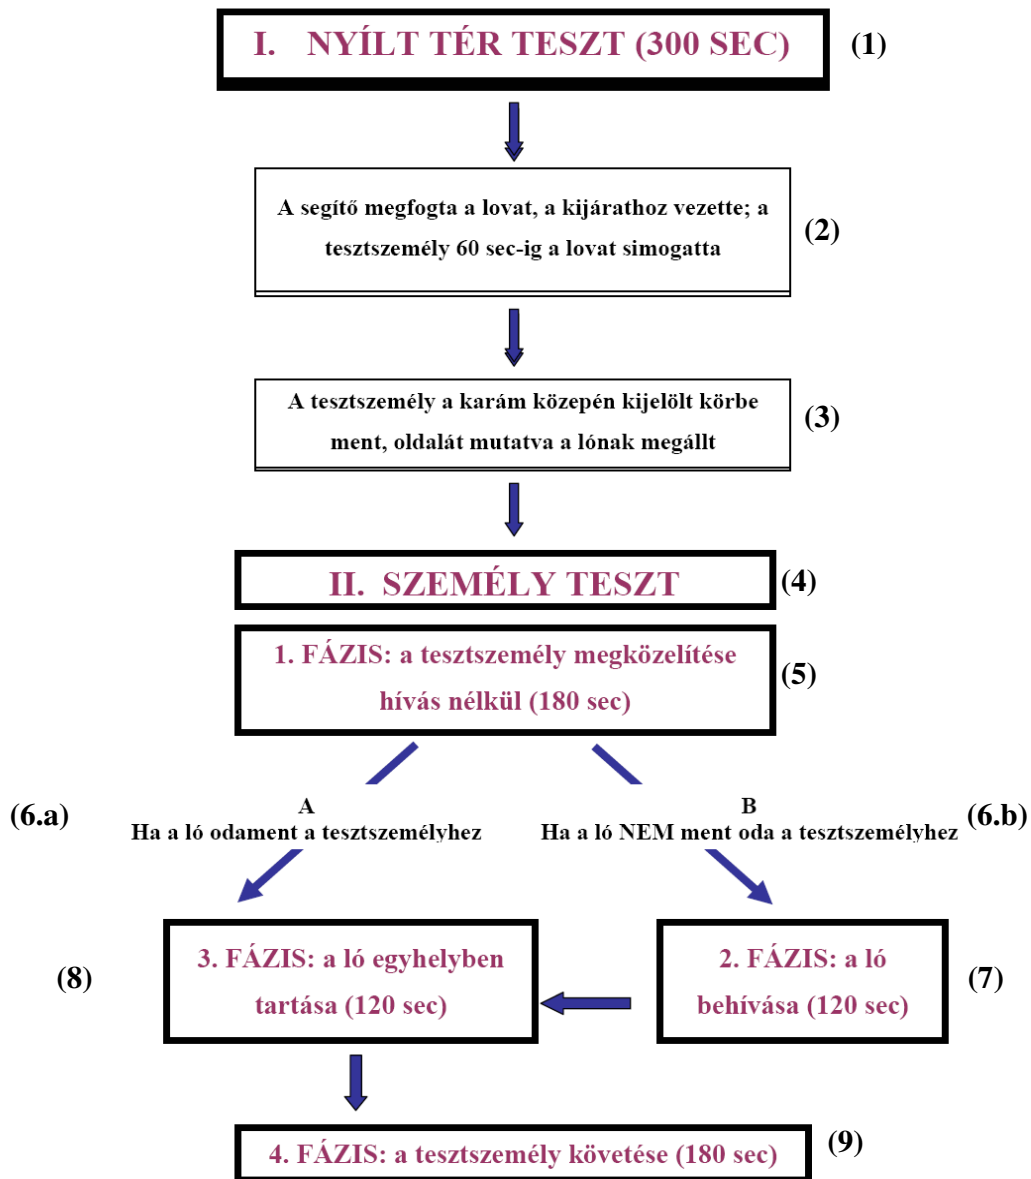 I. NYÍLT TÉR TESZT (300 SEC) (1)
A segítő megfogta a lovat, a kijárathoz vezette; a
tesztszemély 60 sec-ig a lovat simogatta
(2)
A tesztszemély a karám közepén kijelölt körbe
ment, oldalát mutatva a lónak megállt
(3)
II. SZEMÉLY TESZT (4)
1. FÁZIS: a tesztszemély megközelítése
hívás nélkül (180 sec)
(5)
(6.a)
A
Ha a ló odament a tesztszemélyhez
B
Ha a ló NEM ment oda a tesztszemélyhez
(6.b)
(8)
3. FÁZIS: a ló egyhelyben
tartása (120 sec)
2. FÁZIS: a ló
behívása (120 sec)
(7)
4. FÁZIS: a tesztszemély követése (180 sec) (9)